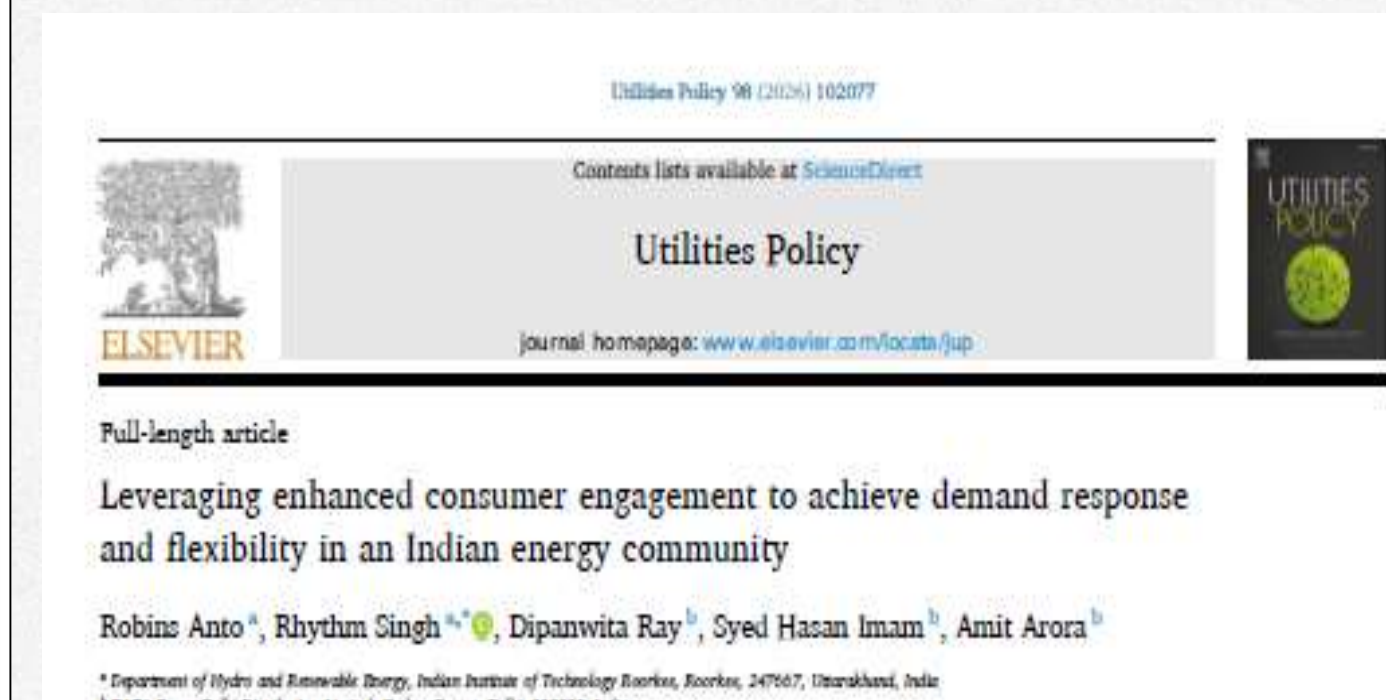 Utilities Policy 98 (2026) 102077
Contents lists available at ScienceDirect
Utilities Policy
journal homepage: www.elsevier.com/locate/jup
ELSEVIER
UTILITIES
POLICY
Full-length article
Leveraging enhanced consumer engagement to achieve demand response
and flexibility in an Indian energy community
Robins Anto a, Rhythm Singh a,*, Dipanwita Ray b, Syed Hasan Imam b, Amit Arora b
a Department of Hydro and Renewable Energy, Indian Institute of Technology Roorkee, Roorkee, 247667, Uttarakhand, India